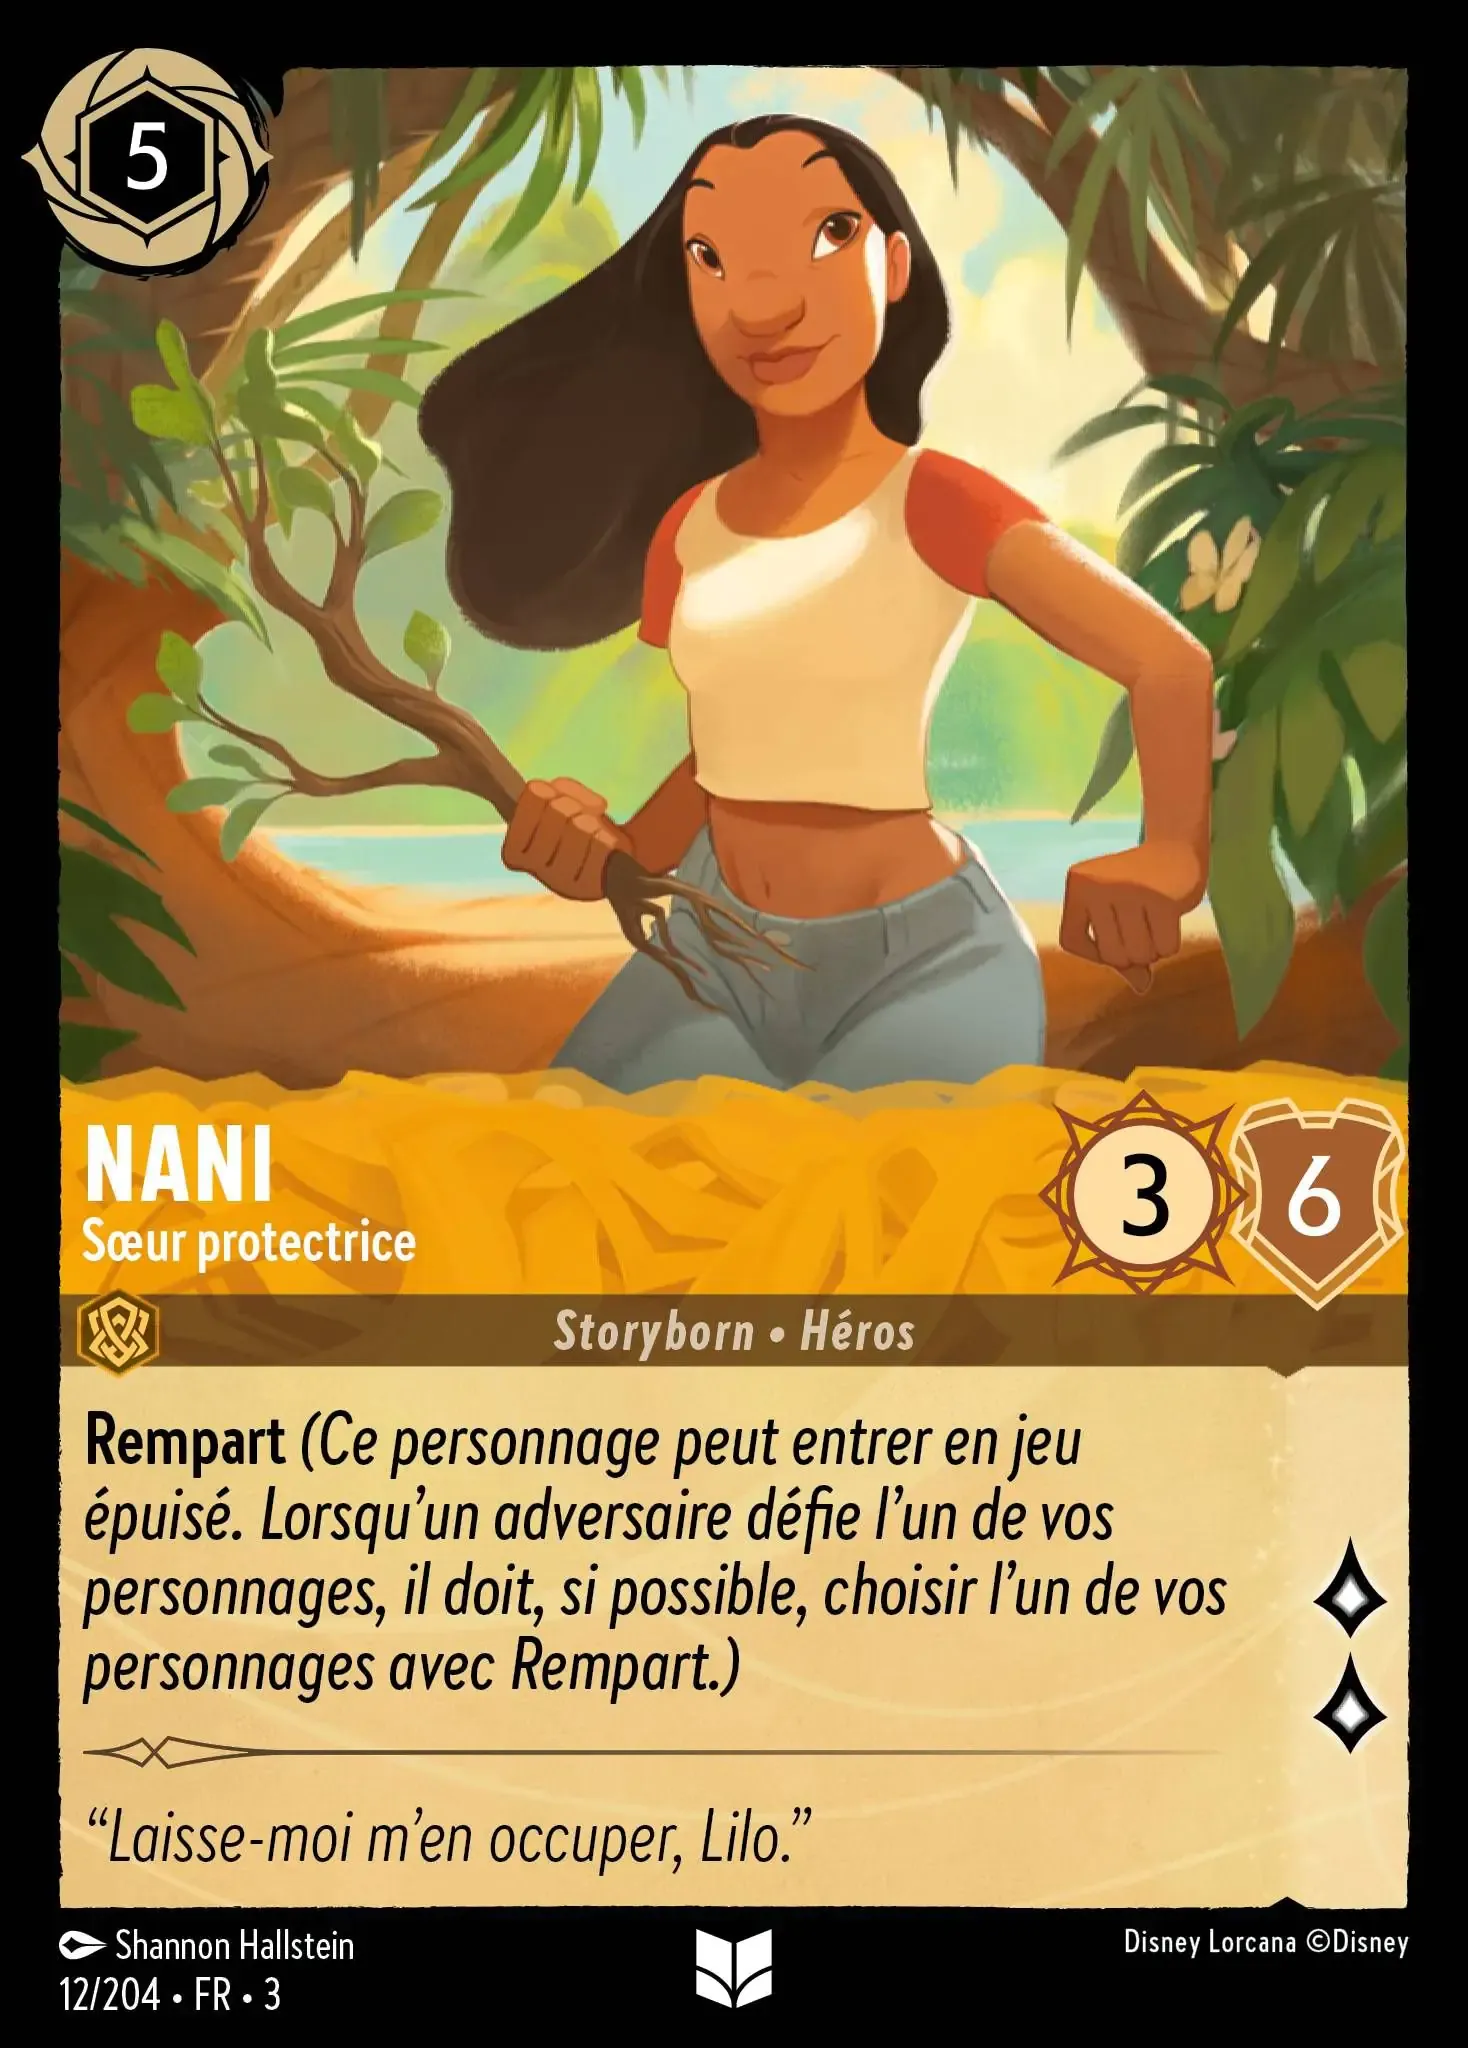 5
NANI
Sœur protectrice
3
6
Storyborn • Héros
Rempart (Ce personnage peut entrer en jeu
épuisé. Lorsqu’un adversaire défie l’un de vos
personnages, il doit, si possible, choisir l’un de vos
personnages avec Rempart.)
“Laisse-moi m’en occuper, Lilo.”
Shannon Hallstein
Disney Lorcana ©Disney
12/204 • FR • 3